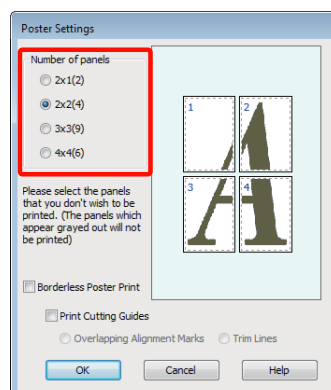 Poster Settings
Number of panels
2x1(2)
2x2(4)
3x3(9)
4x4(6)
1 2
3 4
A
Please select the panels
that you don't wish to be
printed. (The panels which
appear grayed out will not
be printed)
Borderless Poster Print
Print Cutting Guides
Overlapping Alignment Marks Trim Lines
OK Cancel Help